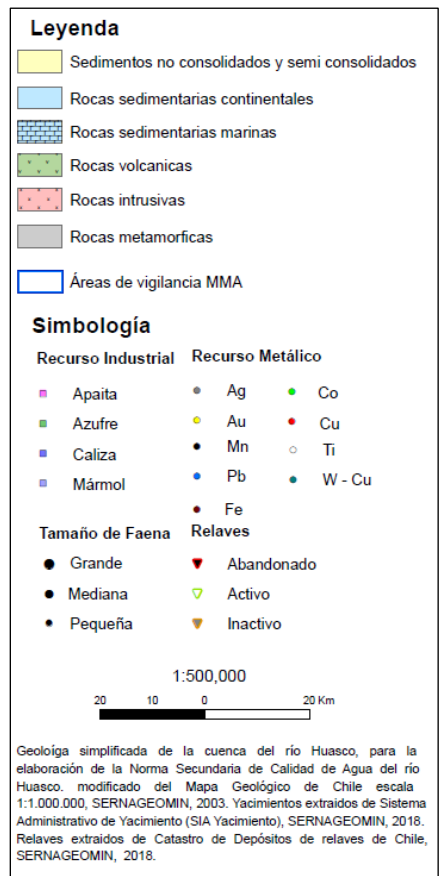 Leyenda
Sedimentos no consolidados y semi consolidados
Rocas sedimentarias continentales
Rocas sedimentarias marinas
Rocas volcanicas
Rocas intrusivas
Rocas metamorficas
Áreas de vigilancia MMA
Simbología
Recurso Industrial
Apaita
Azufre
Caliza
Mármol
Recurso Metálico
Ag
Au
Mn
Pb
Fe
Co
Cu
Ti
W - Cu
Tamaño de Faena
Grande
Mediana
Pequeña
Relaves
Abandonado
Activo
Inactivo
1:500,000
20 10 0 20 Km
Geoloíga simplificada de la cuenca del río Huasco, para la
elaboración de la Norma Secundaria de Calidad de Agua del río
Huasco. modificado del Mapa Geológico de Chile escala
1:1.000.000, SERNAGEOMIN, 2003. Yacimientos extraidos de Sistema
Administrativo de Yacimiento (SIA Yacimiento), SERNAGEOMIN, 2018.
Relaves extraidos de Catastro de Depósitos de relaves de Chile,
SERNAGEOMIN, 2018.